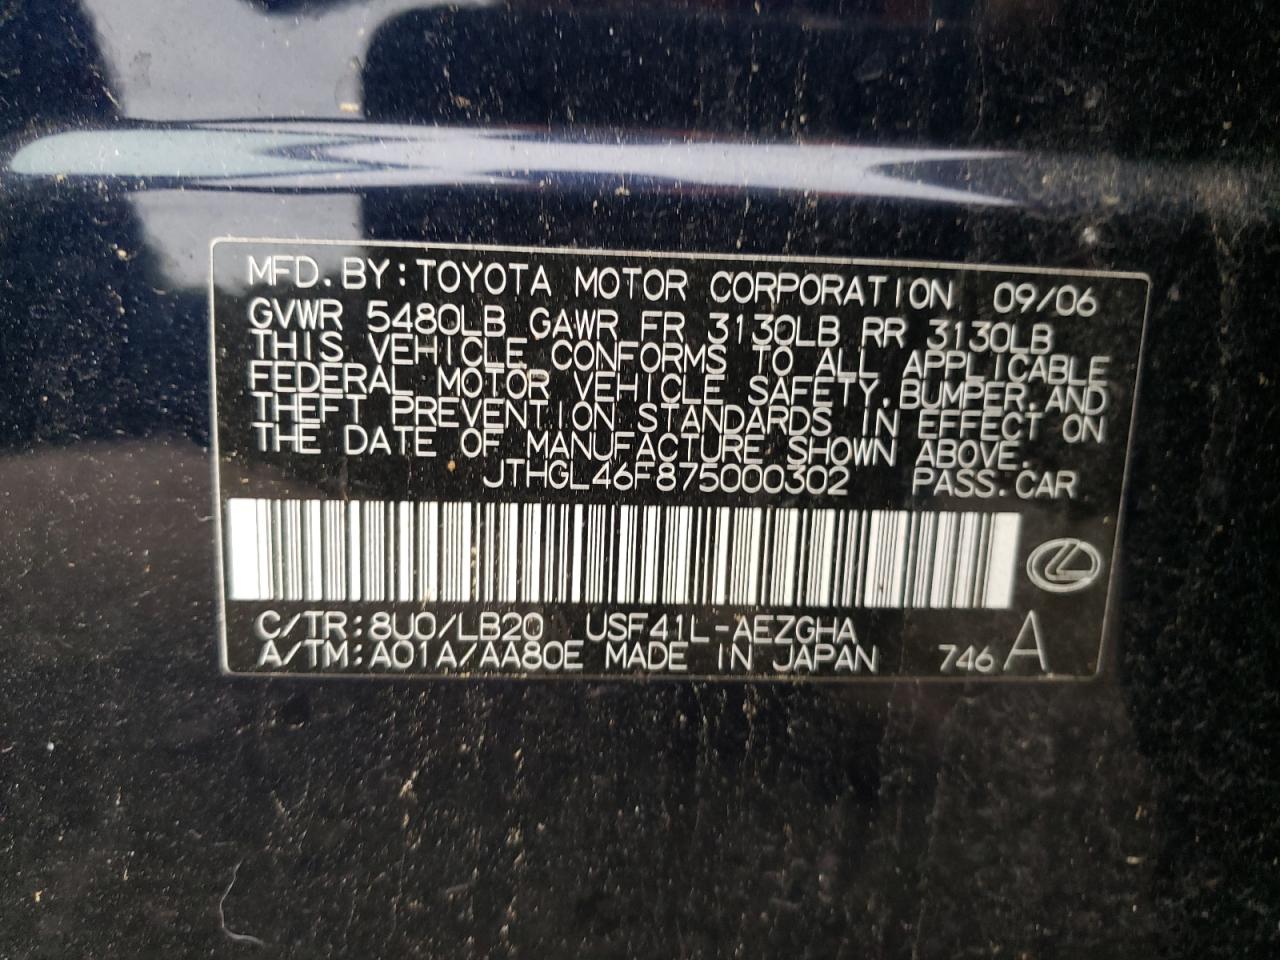 MFD. BY: TOYOTA MOTOR CORPORATION 09/06
GVWR 5480LB GAWR FR 3130LB RR 3130LB
THIS VEHICLE CONFORMS TO ALL APPLICABLE
FEDERAL MOTOR VEHICLE SAFETY, BUMPER, AND
THEFT PREVENTION STANDARDS IN EFFECT ON
THE DATE OF MANUFACTURE SHOWN ABOVE.
JTHGL46F875000302 PASS. CAR
C/TR: 8U0/LB20 USF41L-AEZGHA
A/TM: A01A/AA80E MADE IN JAPAN 746 A